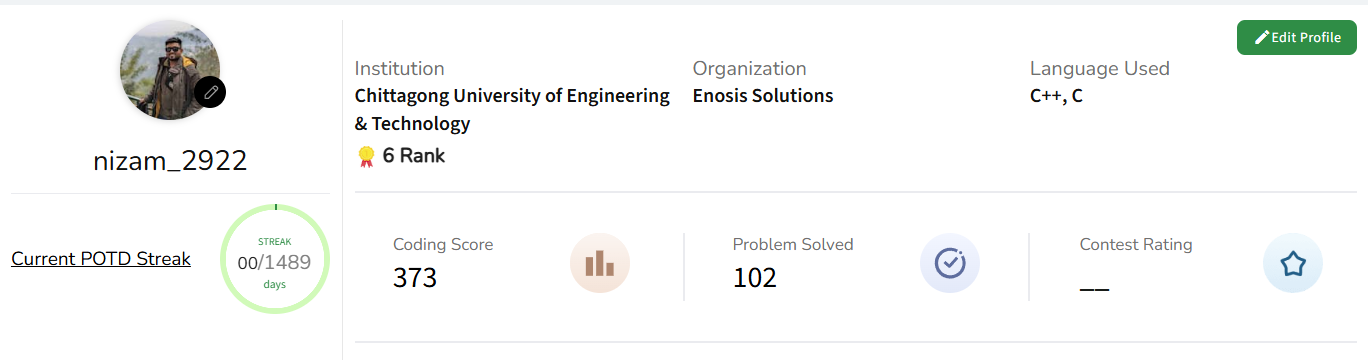 Edit Profile
Institution
Chittagong University of Engineering
& Technology
6 Rank
Organization
Enosis Solutions
Language Used
C++, C
nizam_2922
Current POTD Streak
STREAK
00/1489
days
Coding Score
373
Problem Solved
102
Contest Rating
__